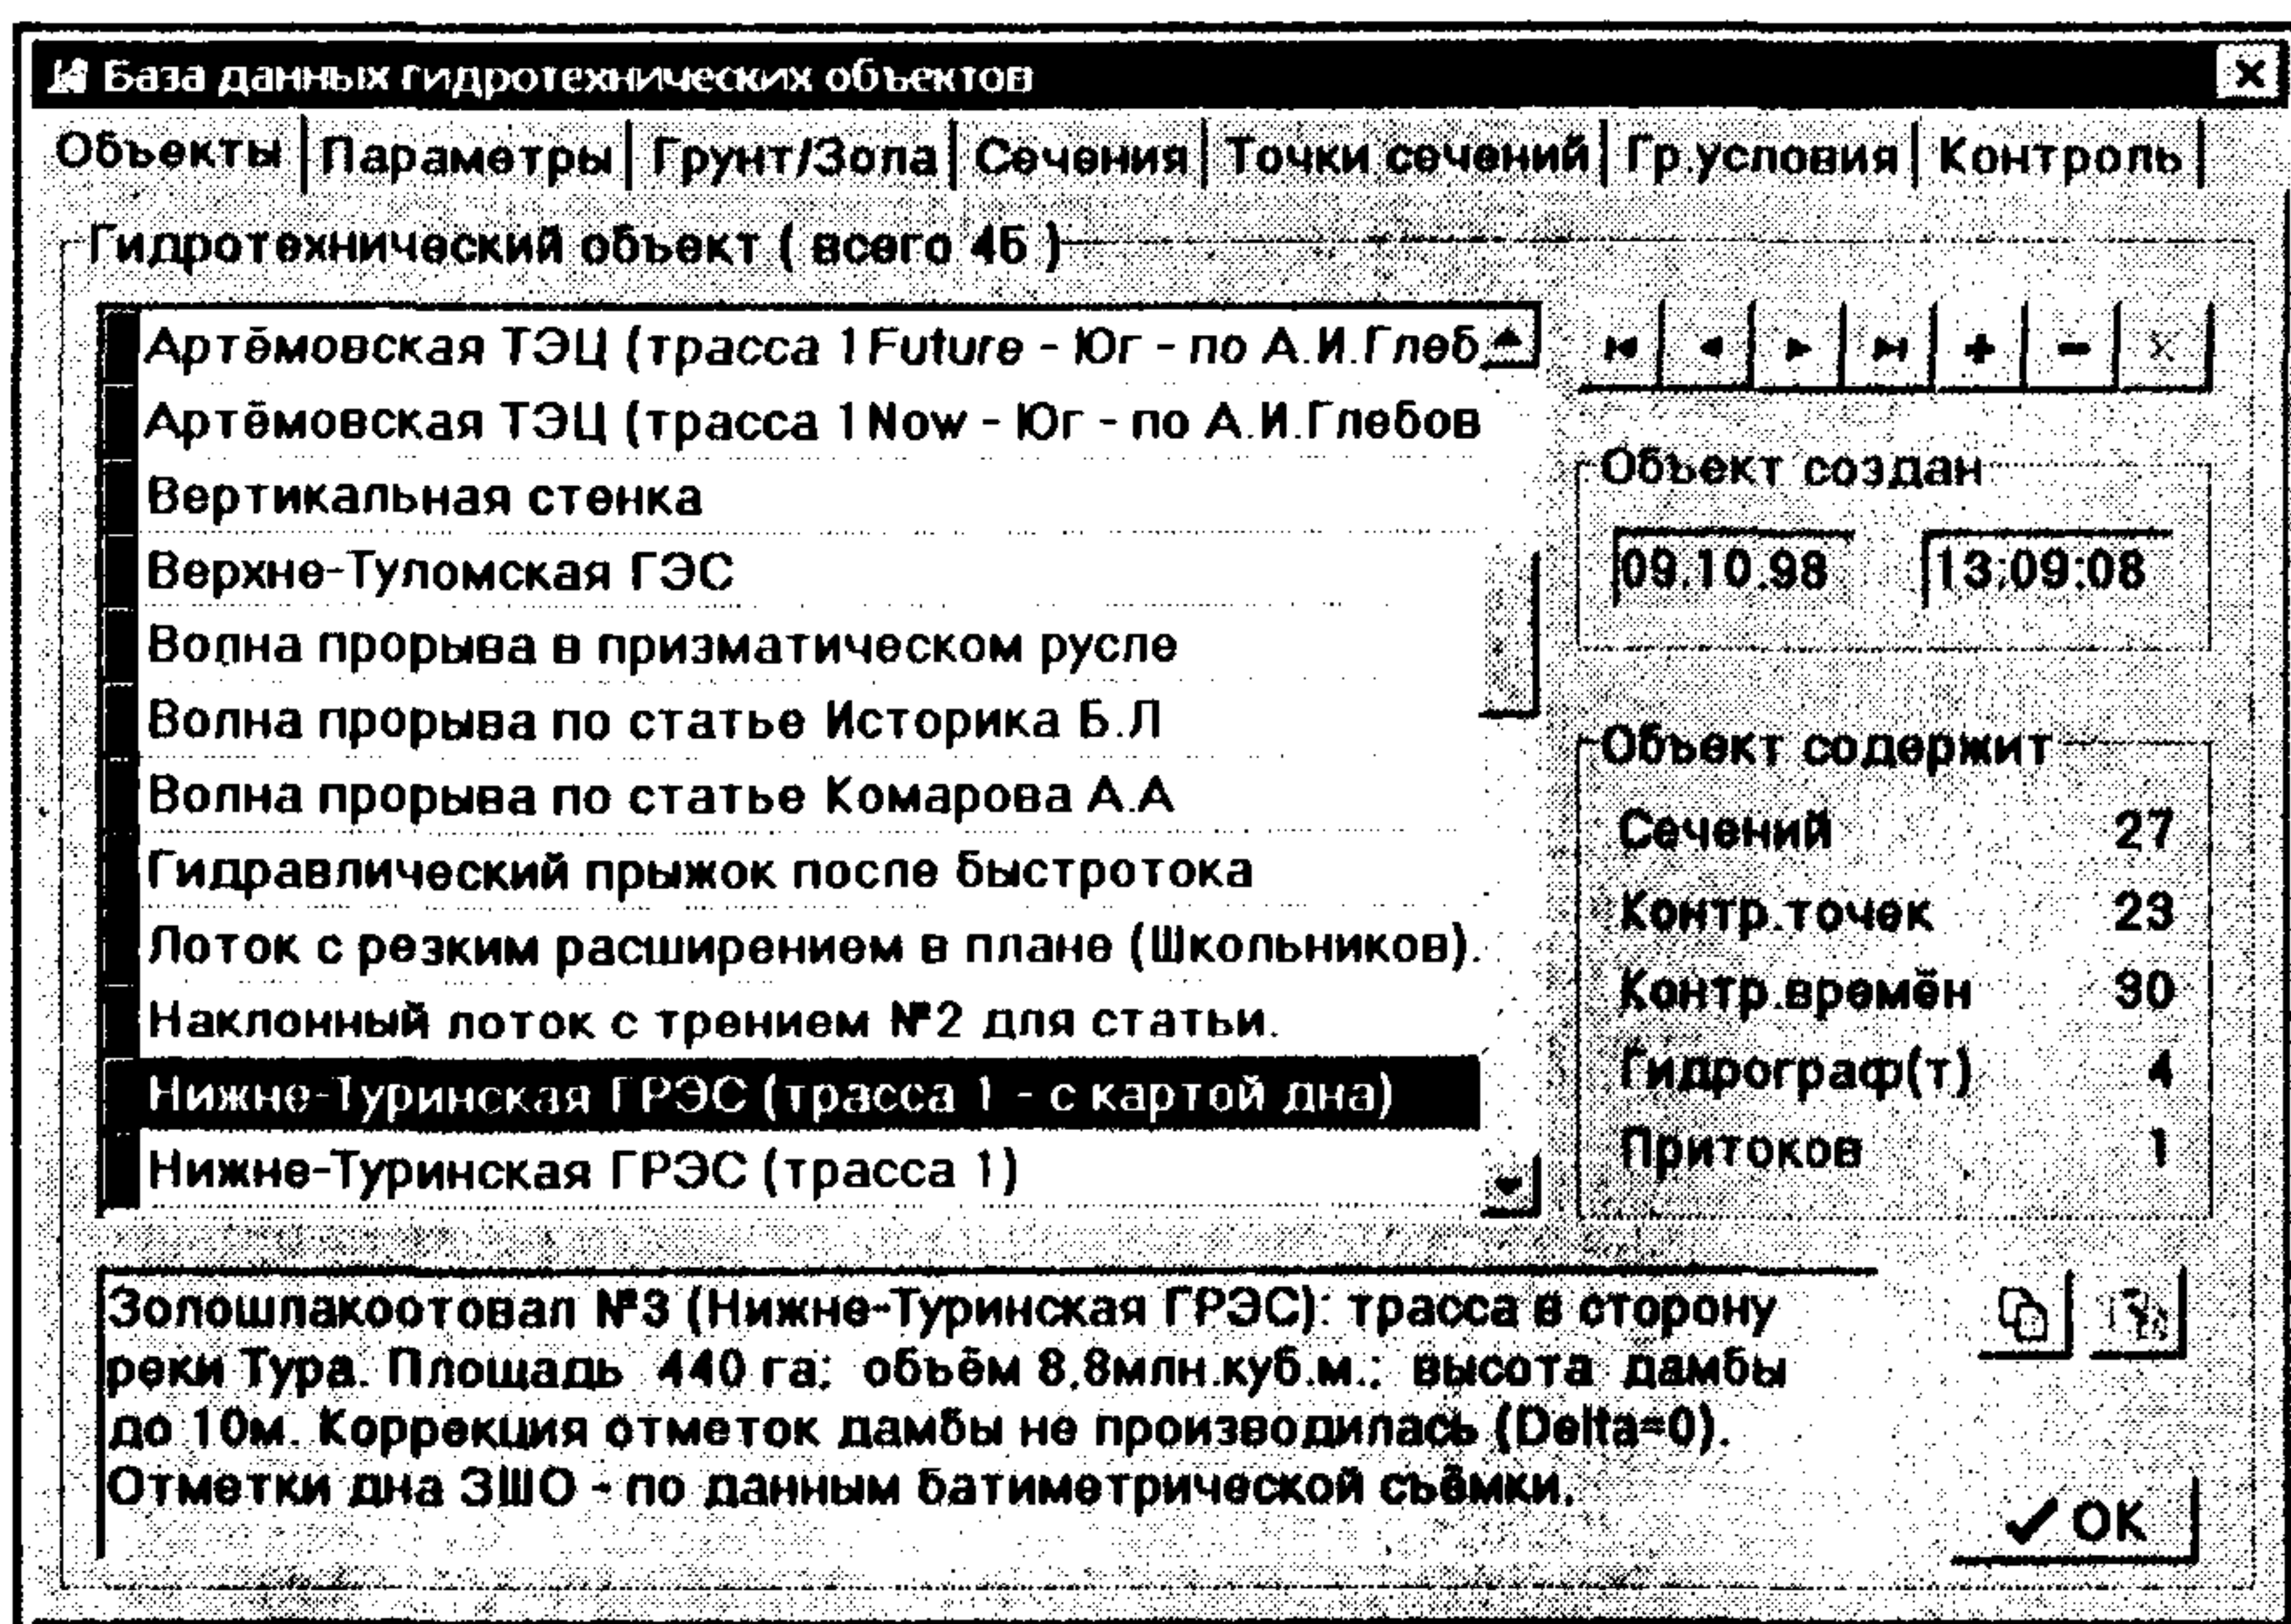 База данных гидротехнических объектов
Объекты Параметры Грунт/Зола Сечения Точки сечений Гр.условия Контроль
Гидротехнический объект ( всего 45 )
Артёмовская ТЭЦ (трасса 1Future - Юг - по А.И.Глеб
Артёмовская ТЭЦ (трасса 1Now - Юг - по А.И.Глебов
Вертикальная стенка
Верхне-Туломская ГЭС
Волна прорыва в призматическом русле
Волна прорыва по статье Историка Б.Л
Волна прорыва по статье Комарова А.А
Гидравлический прыжок после быстротока
Лоток с резким расширением в плане (Школьников).
Наклонный лоток с трением №2 для статьи.
Нижне-Туринская ГРЭС (трасса 1 - с картой дна)
Нижне-Туринская ГРЭС (трасса 1)
Объект создан
09.10.98 13:09:08
Объект содержит
Сечений 27
Контр.точек 23
Контр.времён 30
Гидрограф(т) 4
Притоков 1
Золошлакоотовал №3 (Нижне-Туринская ГРЭС): трасса в сторону
реки Тура. Площадь 440 га; объём 8,8млн.куб.м.; высота дамбы
до 10м. Коррекция отметок дамбы не производилась (Delta=0).
Отметки дна ЗШО - по данным батиметрической съёмки.
OK